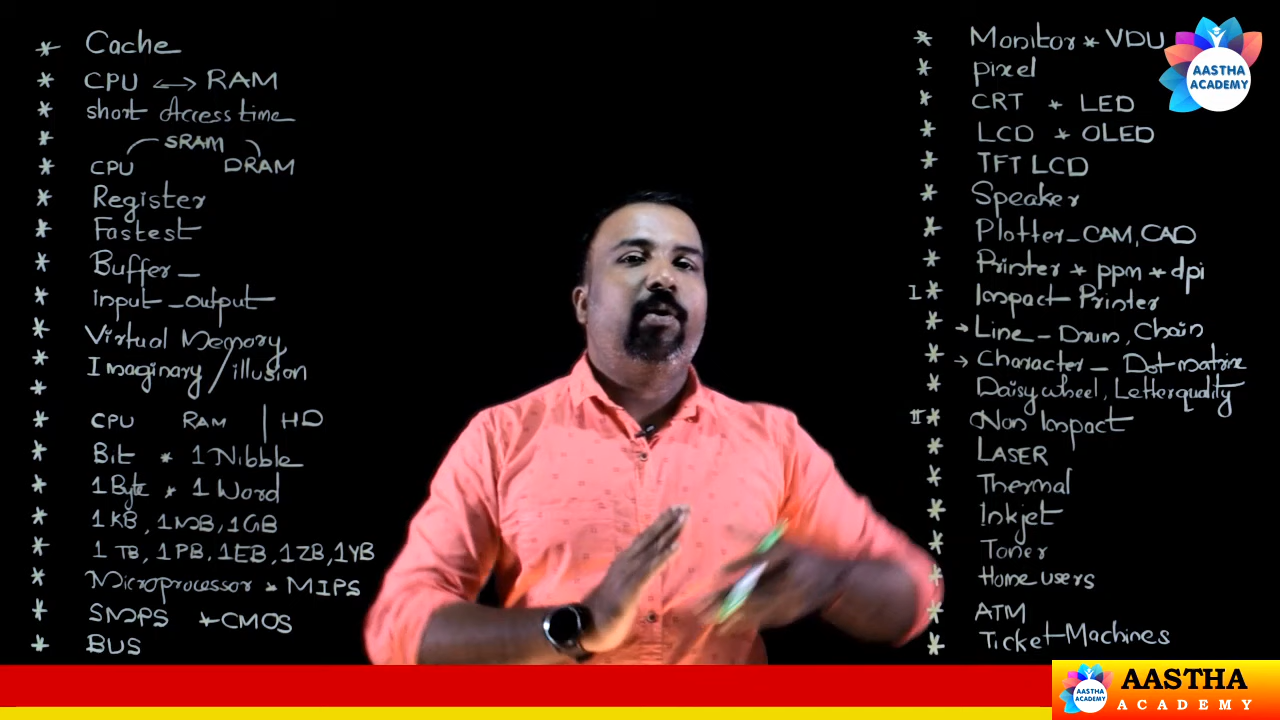 * Cache
* CPU ↔ RAM
* short Access time
* SRAM
* CPU DRAM
* Register
* Fastest
* Buffer _
* input _ output
* Virtual Memory,
* Imaginary / illusion
*
* CPU RAM | HD
* Bit * 1 Nibble
* 1 Byte * 1 Word
* 1 KB, 1 MB, 1 GB
* 1 TB, 1 PB, 1 EB, 1 ZB, 1 YB
* Microprocessor * MIPS
* SMPS * CMOS
* BUS
* Monitor * VDU
* pixel
* CRT * LED
* LCD * OLED
* TFT LCD
* Speaker
* Plotter - CAM, CAD
* Printer * ppm * dpi
I * Impact Printer
* → Line - Drum, Chain
* → Character - Dot matrix
* Daisy wheel, Letter quality
II * Non Impact
* LASER
* Thermal
* Inkjet
* Toner
* Home users
* ATM
* Ticket Machines
AASTHA
ACADEMY
AASTHA
ACADEMY
AASTHA
ACADEMY